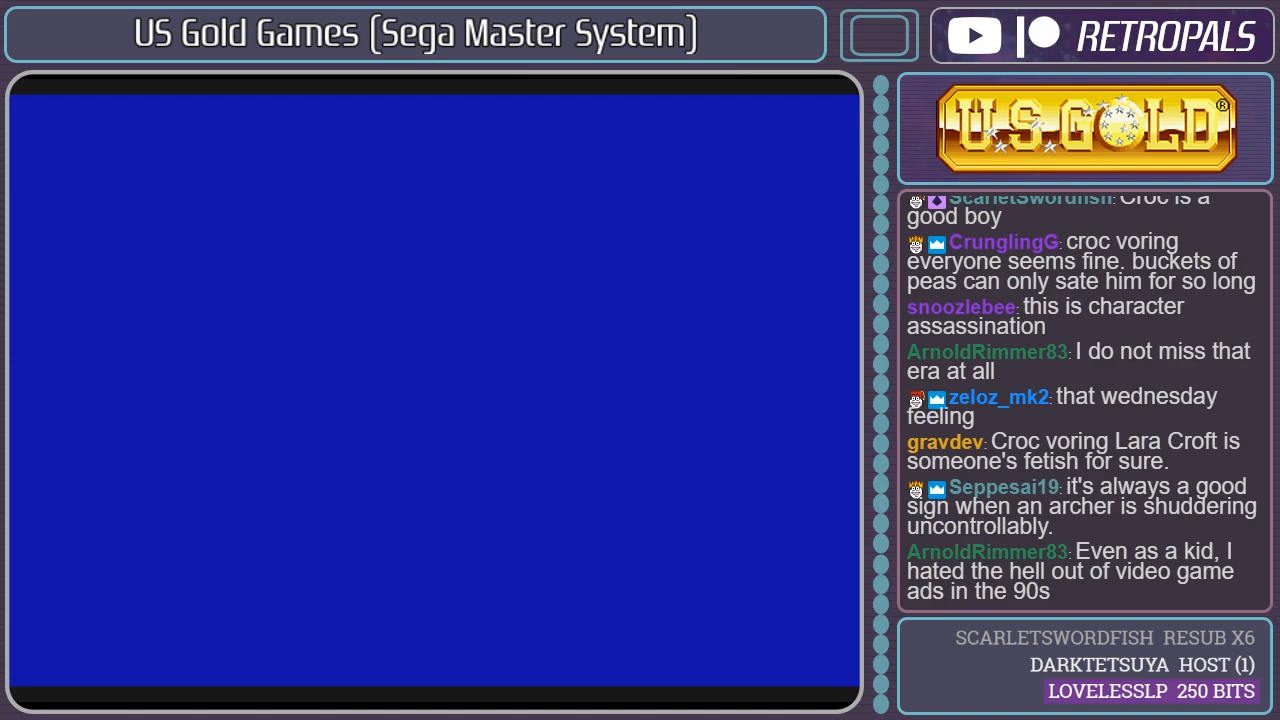 US Gold Games (Sega Master System)
RETROPALS
U.S.GOLD®
ScarletSwordfish: Croc is a
good boy
CrunglingG: croc voring
everyone seems fine. buckets of
peas can only sate him for so long
snoozlebee: this is character
assassination
ArnoldRimmer83: I do not miss that
era at all
zeloz_mk2: that wednesday
feeling
gravdev: Croc voring Lara Croft is
someone's fetish for sure.
Seppesai19: it's always a good
sign when an archer is shuddering
uncontrollably.
ArnoldRimmer83: Even as a kid, I
hated the hell out of video game
ads in the 90s
SCARLETSWORDFISH RESUB X6
DARKTETSUYA HOST (1)
LOVELESSLP 250 BITS